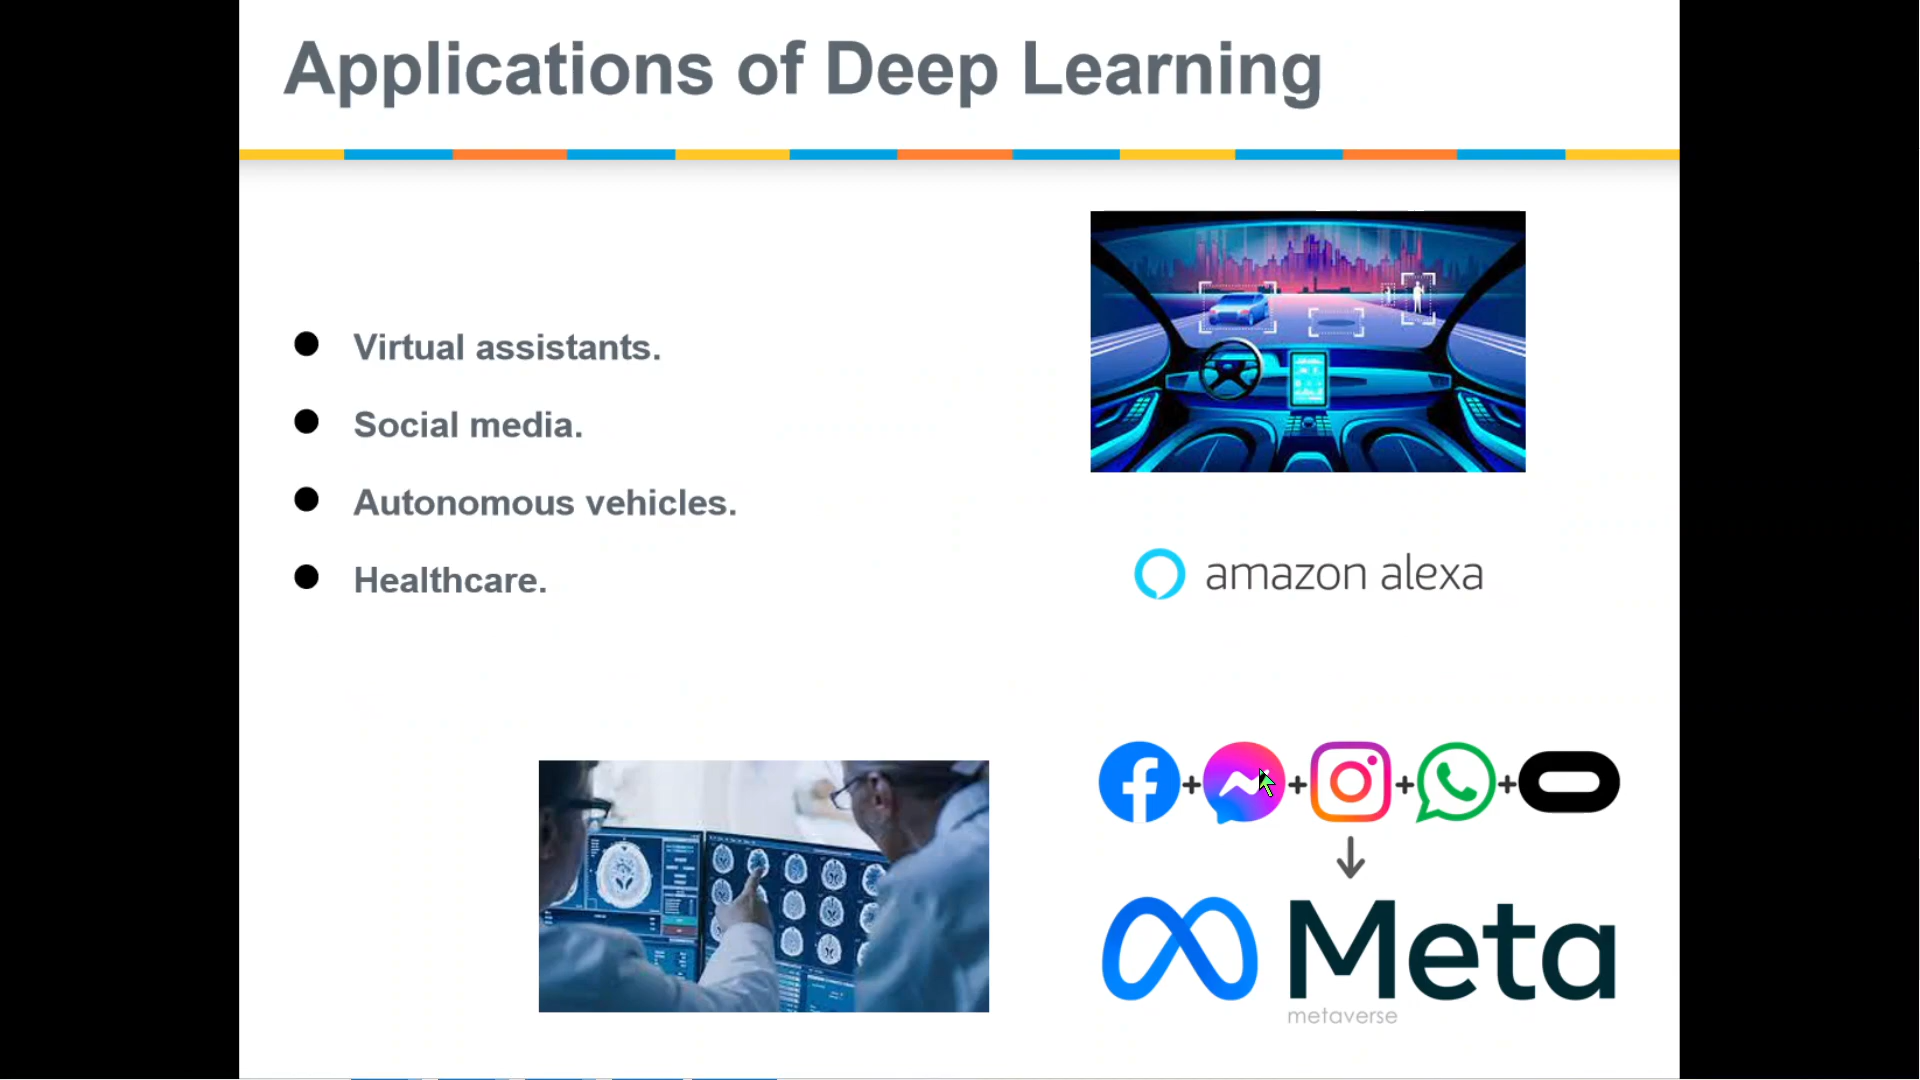 Applications of Deep Learning
Virtual assistants.
Social media.
Autonomous vehicles.
Healthcare.
amazon alexa
Meta
metaverse